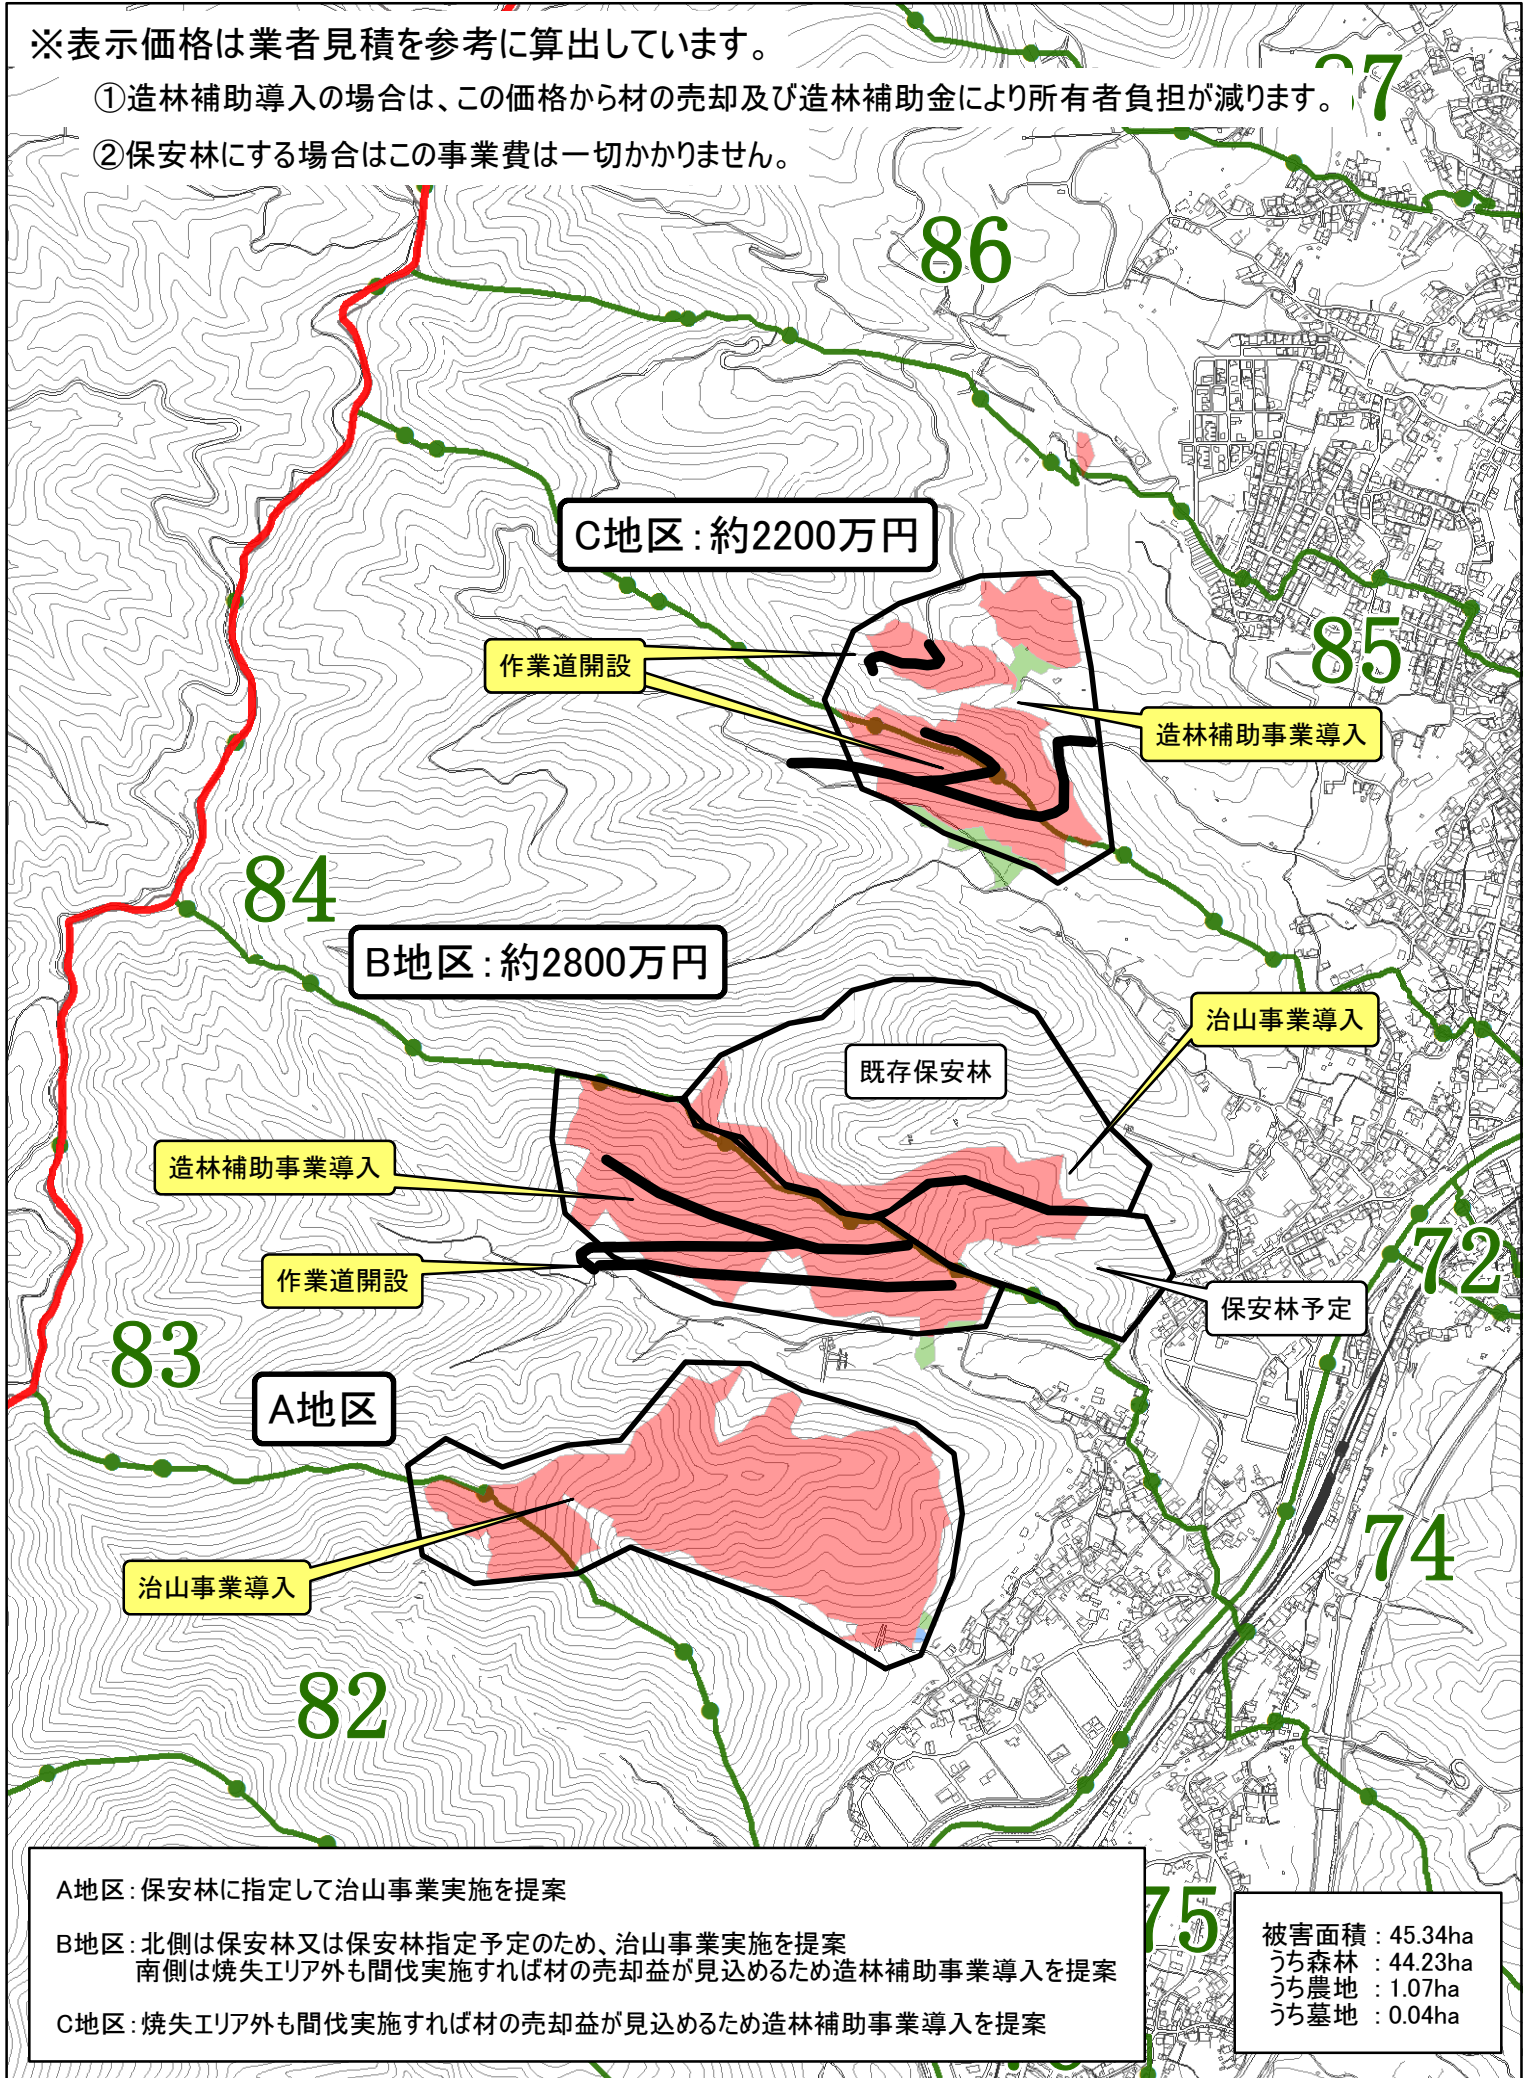 ※表示価格は業者見積を参考に算出しています。
①造林補助導入の場合は、この価格から材の売却及び造林補助金により所有者負担が減ります。
②保安林にする場合はこの事業費は一切かかりません。
86
C地区:約2200万円
作業道開設
85
造林補助事業導入
84
B地区:約2800万円
治山事業導入
既存保安林
造林補助事業導入
72
作業道開設
保安林予定
83
A地区
74
治山事業導入
82
A地区:保安林に指定して治山事業実施を提案
B地区:北側は保安林又は保安林指定予定のため、治山事業実施を提案
南側は焼失エリア外も間伐実施すれば材の売却益が見込めるため造林補助事業導入を提案
C地区:焼失エリア外も間伐実施すれば材の売却益が見込めるため造林補助事業導入を提案
75
被害面積:45.34ha
うち森林:44.23ha
うち農地:1.07ha
うち墓地:0.04ha